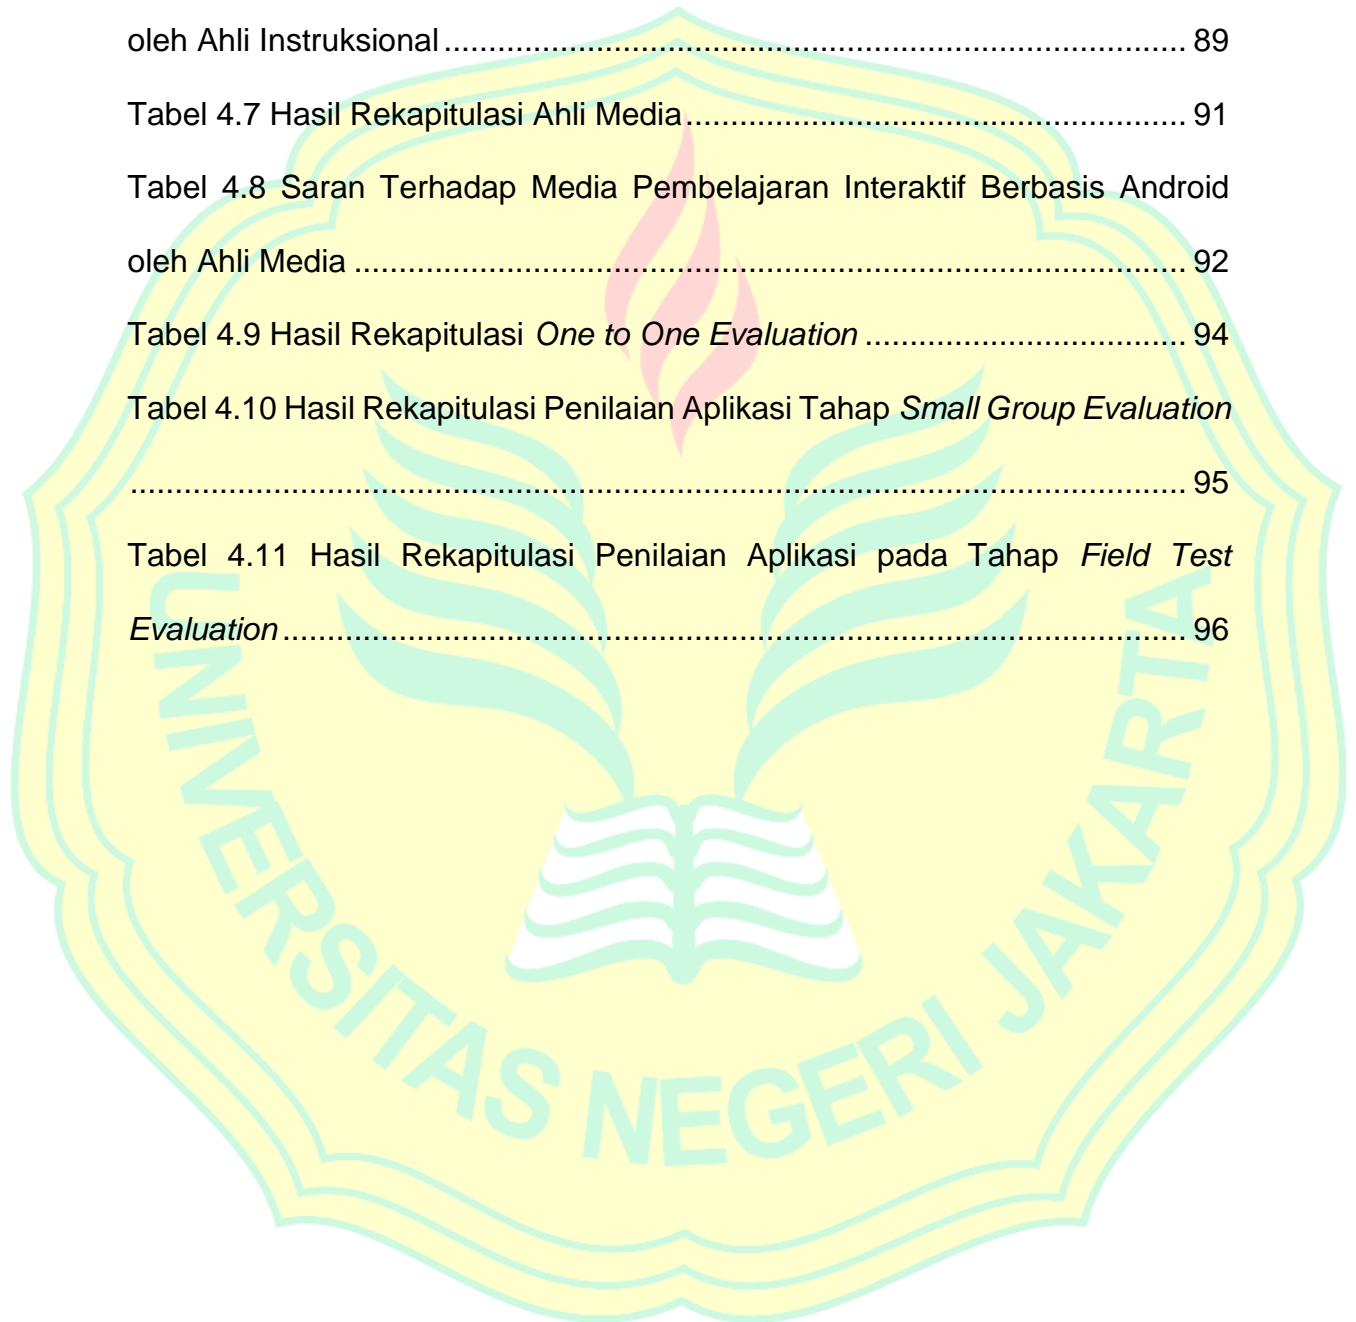 oleh Ahli Instruksional ................................................................................... 89
Tabel 4.7 Hasil Rekapitulasi Ahli Media ........................................................ 91
Tabel 4.8 Saran Terhadap Media Pembelajaran Interaktif Berbasis Android
oleh Ahli Media ............................................................................................. 92
Tabel 4.9 Hasil Rekapitulasi One to One Evaluation .................................... 94
Tabel 4.10 Hasil Rekapitulasi Penilaian Aplikasi Tahap Small Group Evaluation
...................................................................................................................... 95
Tabel 4.11 Hasil Rekapitulasi Penilaian Aplikasi pada Tahap Field Test
Evaluation ..................................................................................................... 96
UNIVERSITAS NEGERI JAKARTA